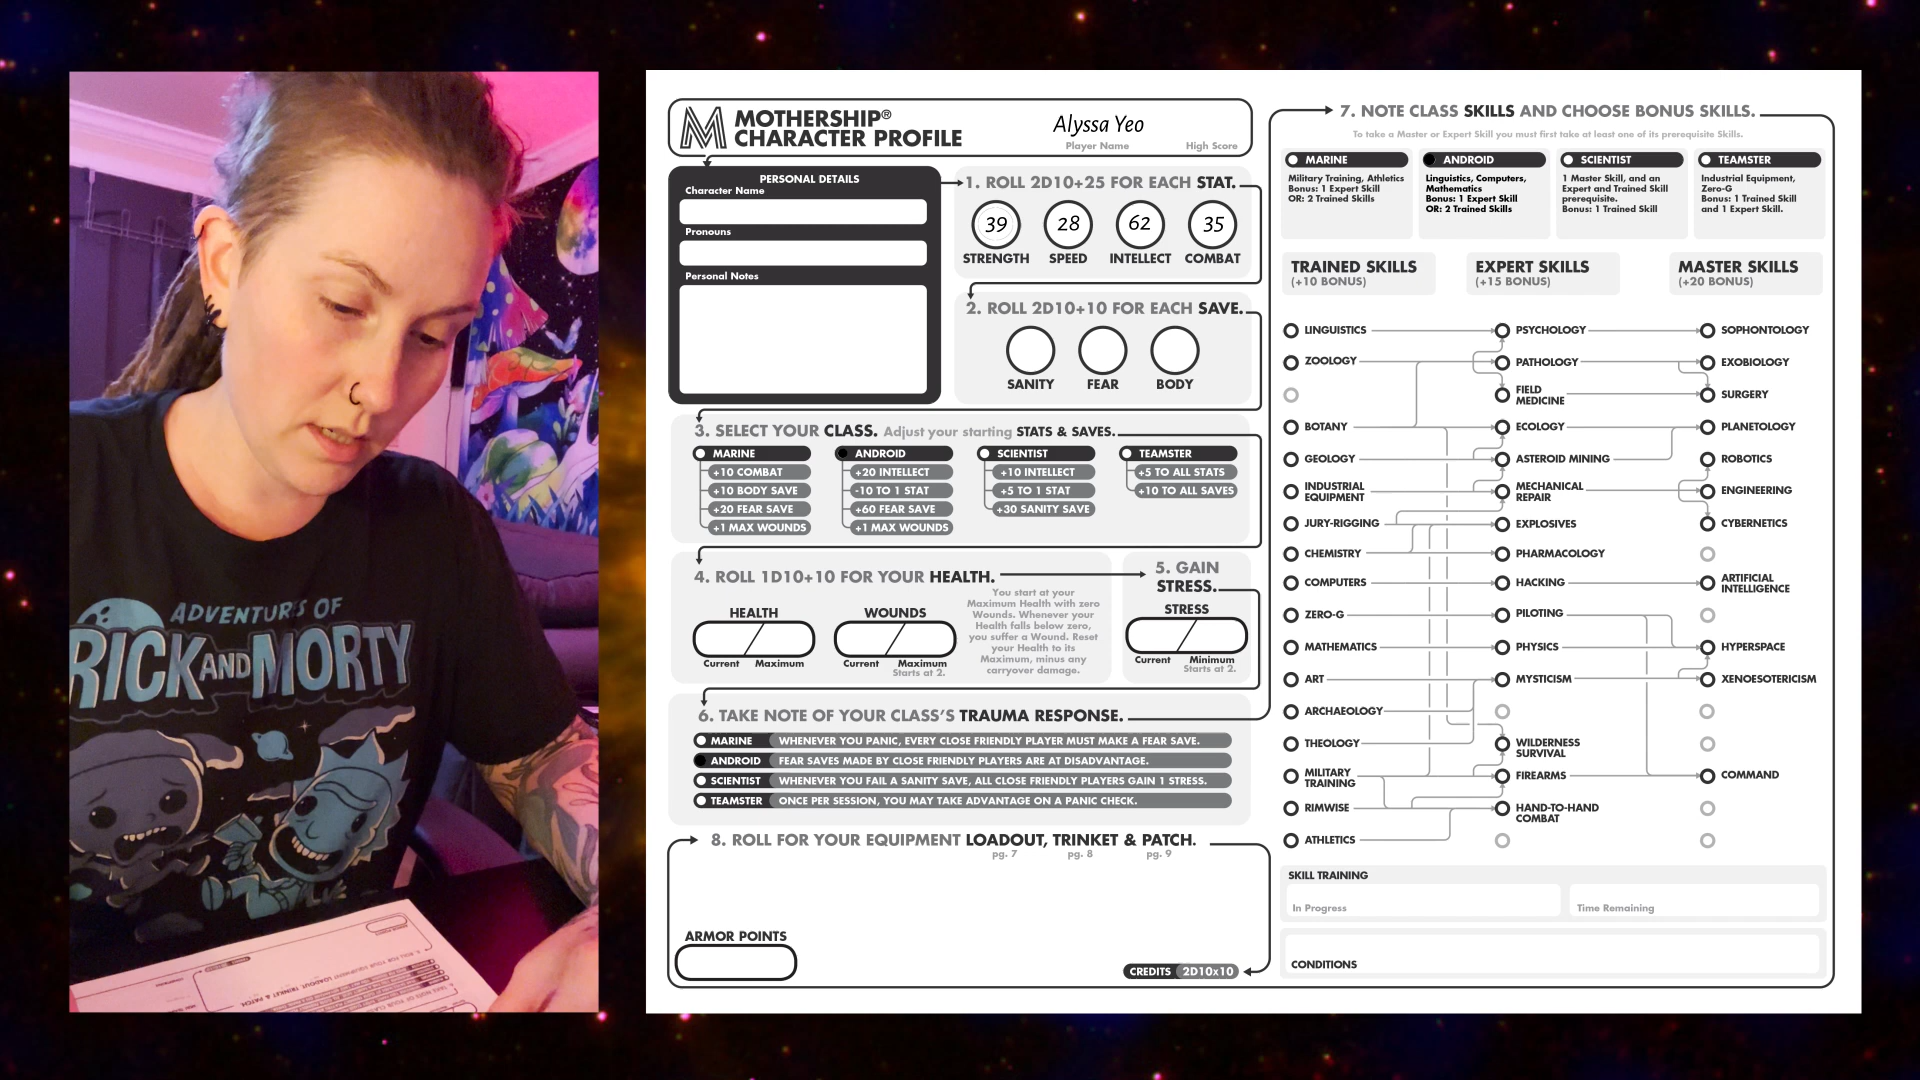 ADVENTURES OF
RICK AND MORTY
MOTHERSHIP®
CHARACTER PROFILE
Alyssa Yeo
Player Name
High Score
PERSONAL DETAILS
Character Name
Pronouns
Personal Notes
1. ROLL 2D10+25 FOR EACH STAT.
39 28 62 35
STRENGTH SPEED INTELLECT COMBAT
2. ROLL 2D10+10 FOR EACH SAVE.
SANITY FEAR BODY
3. SELECT YOUR CLASS. Adjust your starting STATS & SAVES.
MARINE
+10 COMBAT
+10 BODY SAVE
+20 FEAR SAVE
+1 MAX WOUNDS
ANDROID
+20 INTELLECT
-10 TO 1 STAT
+60 FEAR SAVE
+1 MAX WOUNDS
SCIENTIST
+10 INTELLECT
+5 TO 1 STAT
+30 SANITY SAVE
TEAMSTER
+5 TO ALL STATS
+10 TO ALL SAVES
4. ROLL 1D10+10 FOR YOUR HEALTH.
HEALTH
Current Maximum
WOUNDS
Current Maximum
Starts at 2.
You start at your
Maximum Health with zero
Wounds. Whenever your
Health falls below zero,
you suffer a Wound. Reset
your Health to its
Maximum, minus any
carryover damage.
5. GAIN
STRESS.
STRESS
Current Minimum
Starts at 2.
6. TAKE NOTE OF YOUR CLASS'S TRAUMA RESPONSE.
MARINE WHENEVER YOU PANIC, EVERY CLOSE FRIENDLY PLAYER MUST MAKE A FEAR SAVE.
ANDROID FEAR SAVES MADE BY CLOSE FRIENDLY PLAYERS ARE AT DISADVANTAGE.
SCIENTIST WHENEVER YOU FAIL A SANITY SAVE, ALL CLOSE FRIENDLY PLAYERS GAIN 1 STRESS.
TEAMSTER ONCE PER SESSION, YOU MAY TAKE ADVANTAGE ON A PANIC CHECK.
8. ROLL FOR YOUR EQUIPMENT LOADOUT, TRINKET & PATCH.
pg. 7 pg. 8 pg. 9
ARMOR POINTS
CREDITS 2D10x10
7. NOTE CLASS SKILLS AND CHOOSE BONUS SKILLS.
To take a Master or Expert Skill you must first take at least one of its prerequisite Skills.
MARINE
Military Training, Athletics
Bonus: 1 Expert Skill
OR: 2 Trained Skills
ANDROID
Linguistics, Computers,
Mathematics
Bonus: 1 Expert Skill
OR: 2 Trained Skills
SCIENTIST
1 Master Skill, and an
Expert and Trained Skill
prerequisite.
Bonus: 1 Trained Skill
TEAMSTER
Industrial Equipment,
Zero-G
Bonus: 1 Trained Skill
and 1 Expert Skill.
TRAINED SKILLS
(+10 BONUS)
LINGUISTICS
ZOOLOGY
BOTANY
GEOLOGY
INDUSTRIAL
EQUIPMENT
JURY-RIGGING
CHEMISTRY
COMPUTERS
ZERO-G
MATHEMATICS
ART
ARCHAEOLOGY
THEOLOGY
MILITARY
TRAINING
RIMWISE
ATHLETICS
EXPERT SKILLS
(+15 BONUS)
PSYCHOLOGY
PATHOLOGY
FIELD
MEDICINE
ECOLOGY
ASTEROID MINING
MECHANICAL
REPAIR
EXPLOSIVES
PHARMACOLOGY
HACKING
PILOTING
PHYSICS
MYSTICISM
WILDERNESS
SURVIVAL
FIREARMS
HAND-TO-HAND
COMBAT
MASTER SKILLS
(+20 BONUS)
SOPHONTOLOGY
EXOBIOLOGY
SURGERY
PLANETOLOGY
ROBOTICS
ENGINEERING
CYBERNETICS
ARTIFICIAL
INTELLIGENCE
HYPERSPACE
XENOESOTERICISM
COMMAND
SKILL TRAINING
In Progress
Time Remaining
CONDITIONS